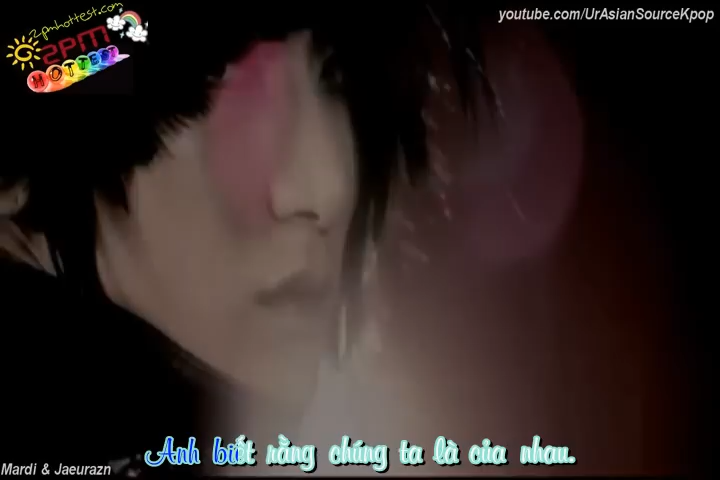 2pmhottest.com
2PM
HOTTEST
youtube.com/UrAsianSourceKpop
Anh biết rằng chúng ta là của nhau.
Mardi & Jaeurazn